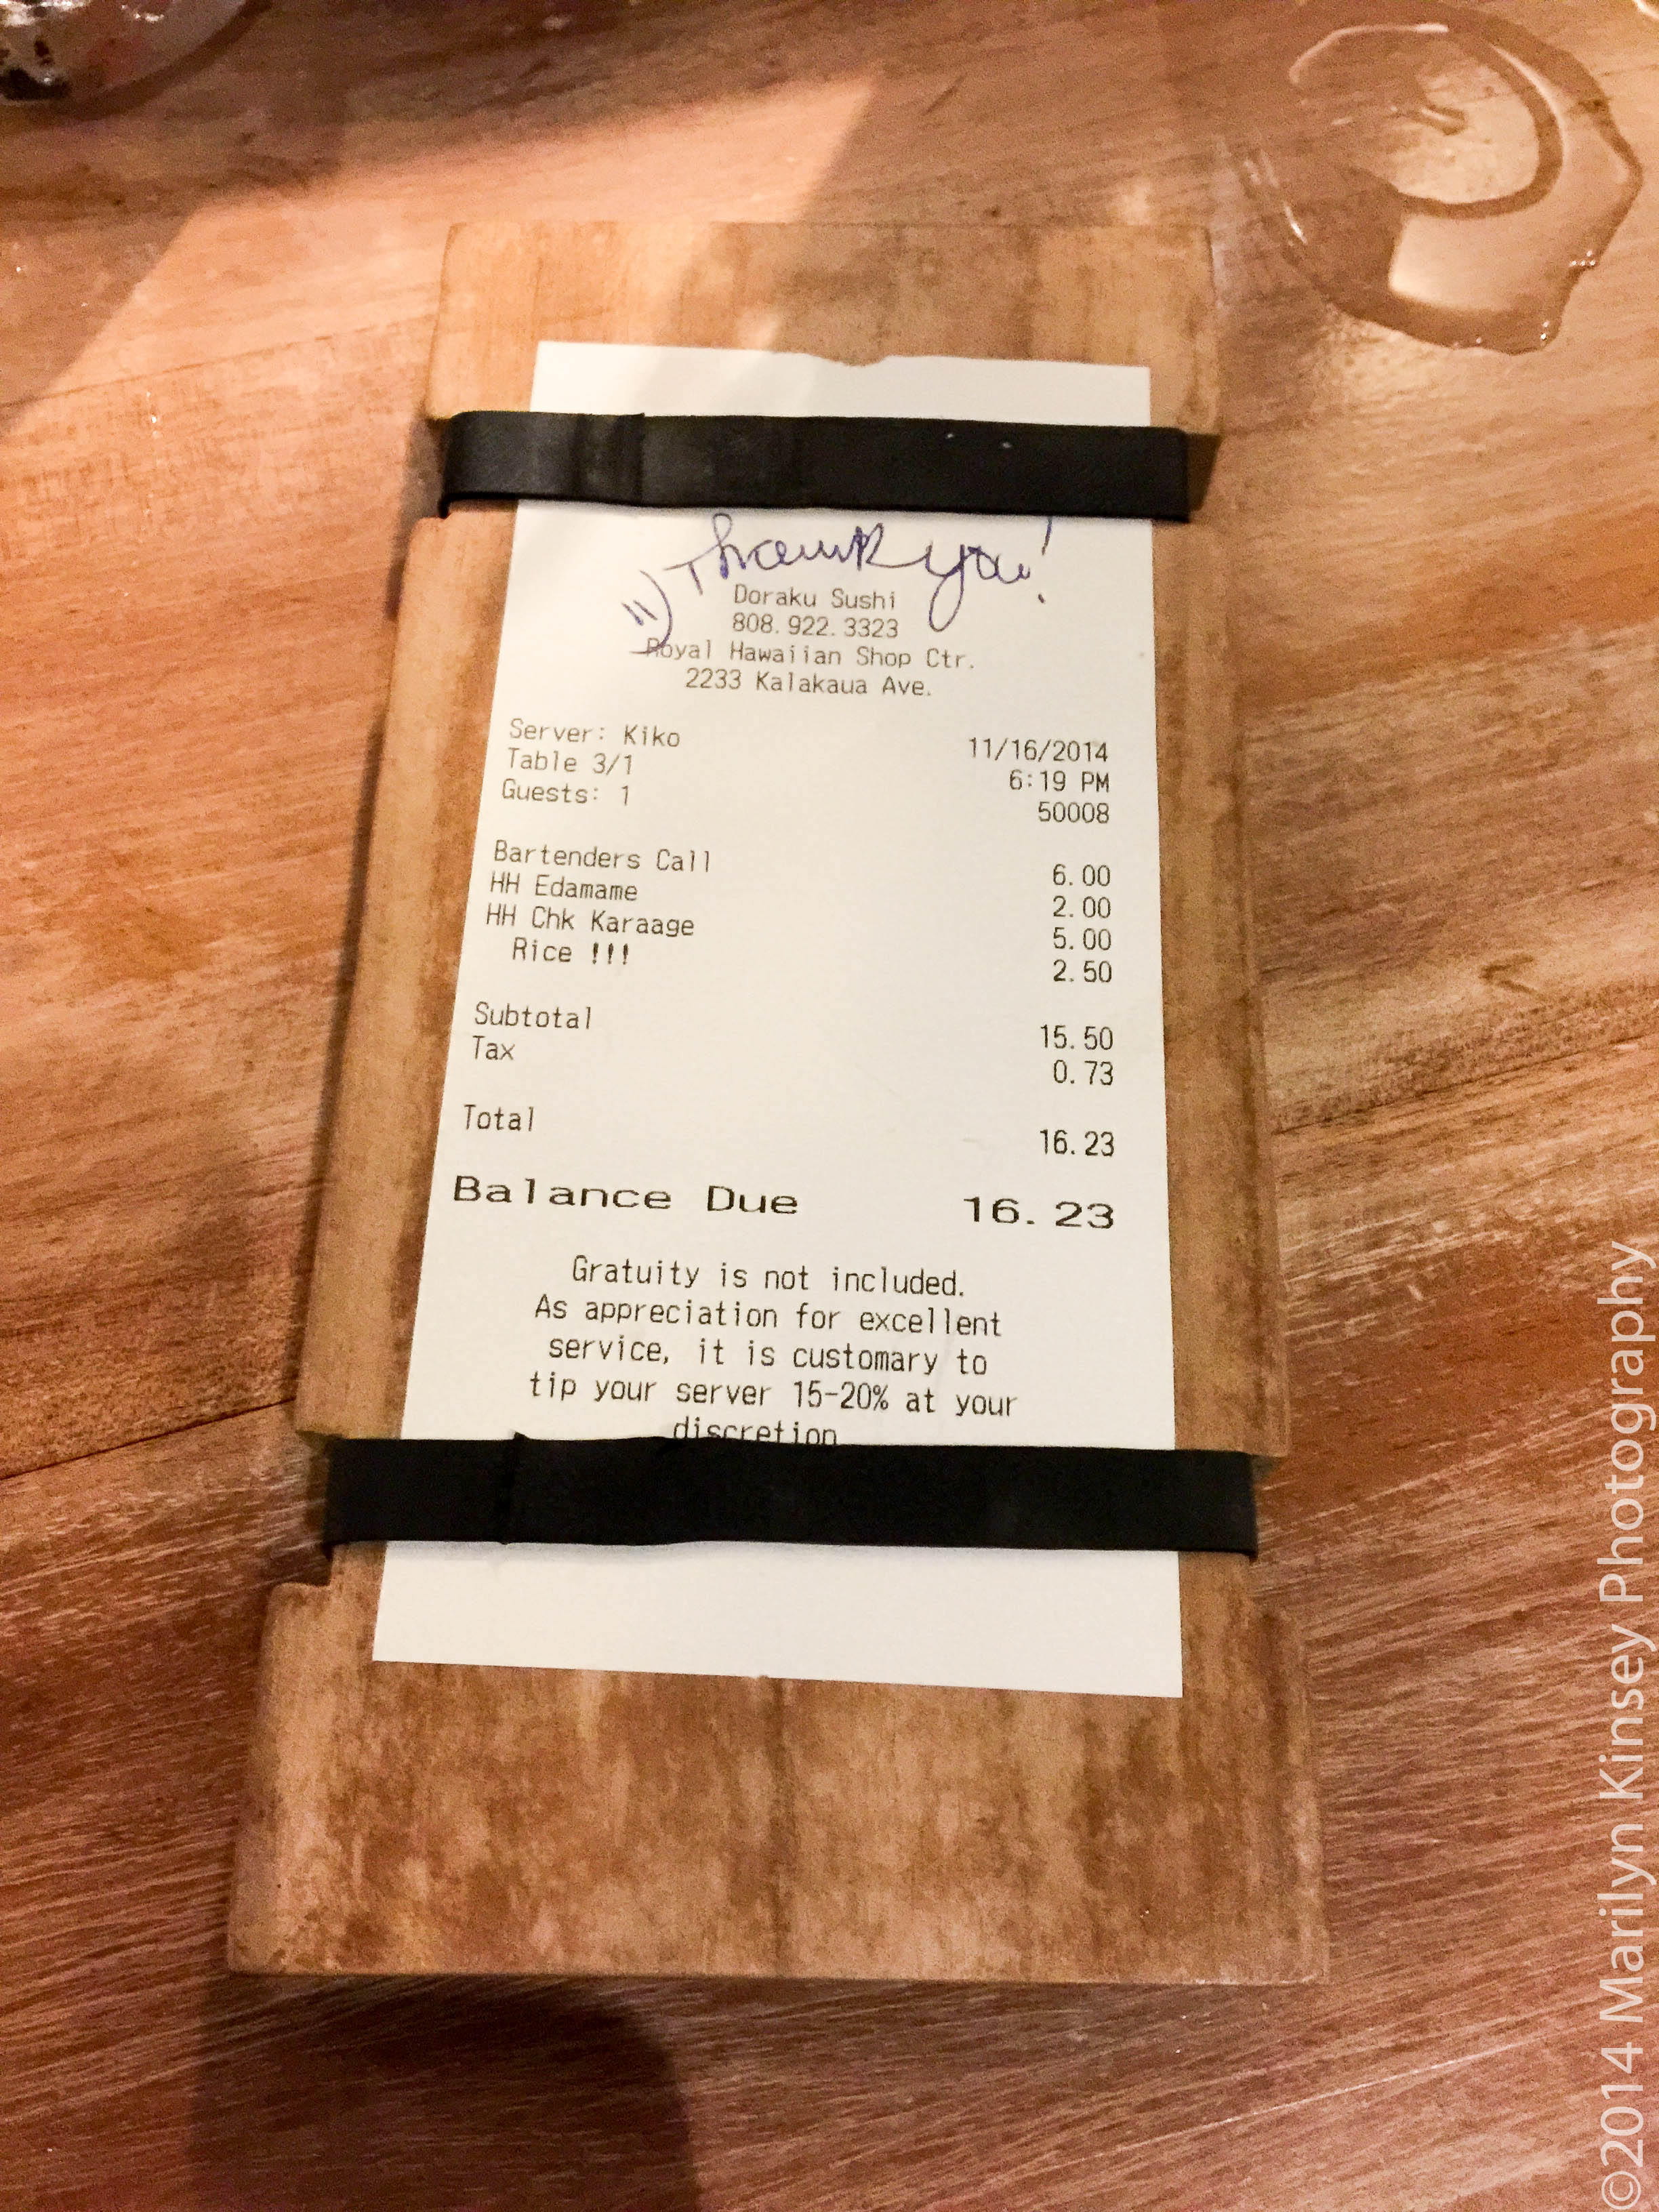 Thank you!
Doraku Sushi
808.922.3323
Royal Hawaiian Shop Ctr.
2233 Kalakaua Ave.
Server: Kiko 11/16/2014
Table 3/1 6:19 PM
Guests: 1 50008
Bartenders Call 6.00
HH Edamame 2.00
HH Chk Karaage 5.00
Rice !!! 2.50
Subtotal 15.50
Tax 0.73
Total 16.23
Balance Due 16.23
Gratuity is not included.
As appreciation for excellent
service, it is customary to
tip your server 15-20% at your
discretion
©2014 Marilyn Kinsey Photography